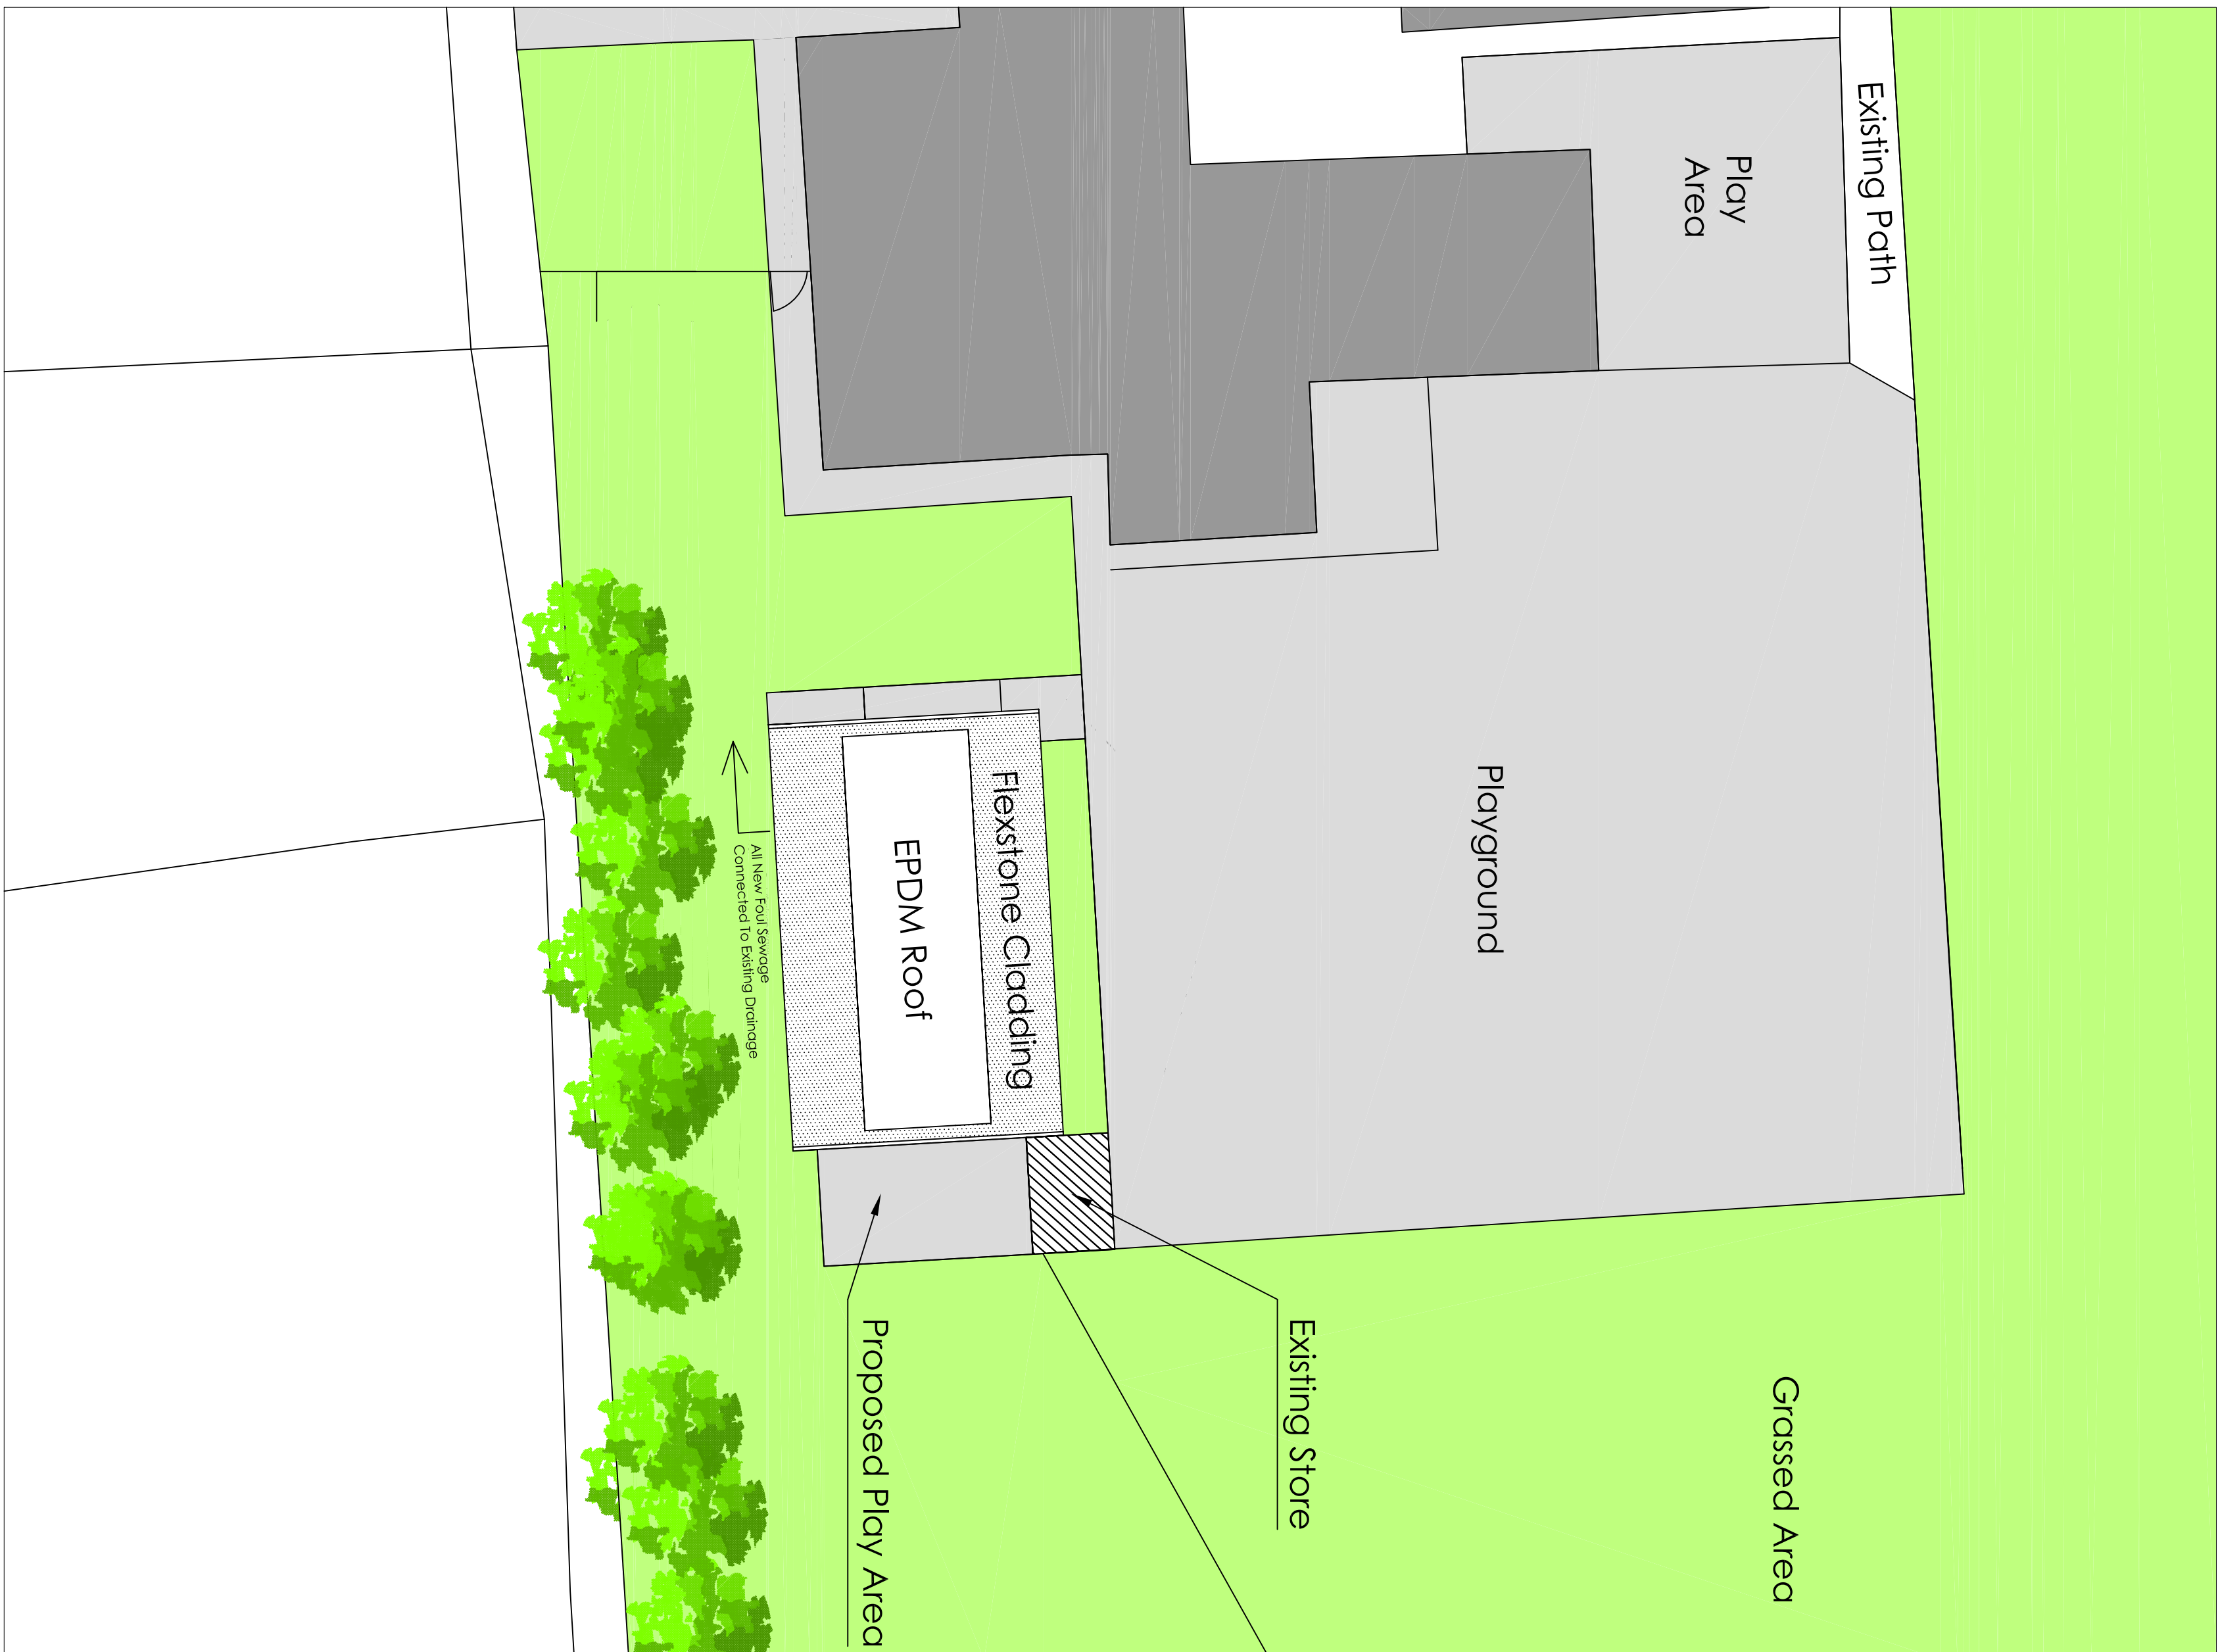 Existing Path
Play
Area
Playground
Grassed Area
Existing Store
Flexstone Cladding
EPDM Roof
Proposed Play Area
All New Foul Sewage
Connected To Existing Drainage